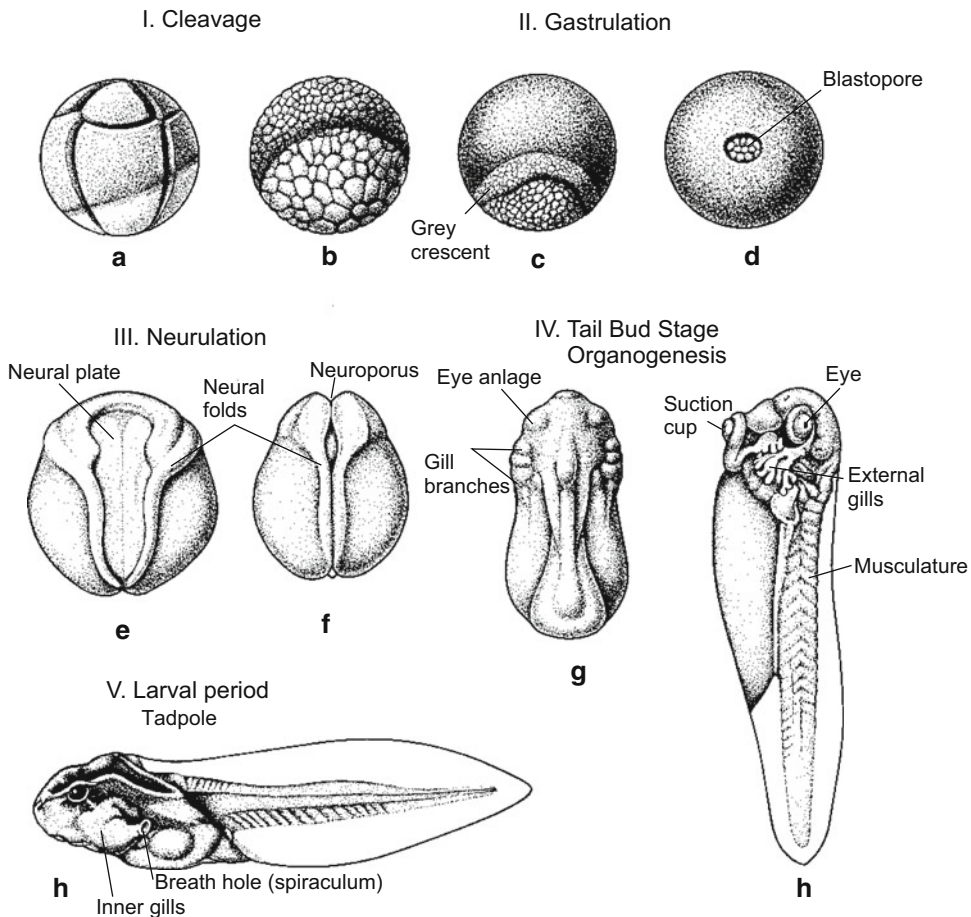 I. Cleavage
II. Gastrulation
Blastopore
Grey
crescent
a
b
c
d
III. Neurulation
IV. Tail Bud Stage
Organogenesis
Neural plate
Neural
folds
Neuroporus
Eye anlage
Gill
branches
Eye
Suction
cup
External
gills
Musculature
e
f
g
h
V. Larval period
Tadpole
h
Breath hole (spiraculum)
Inner gills